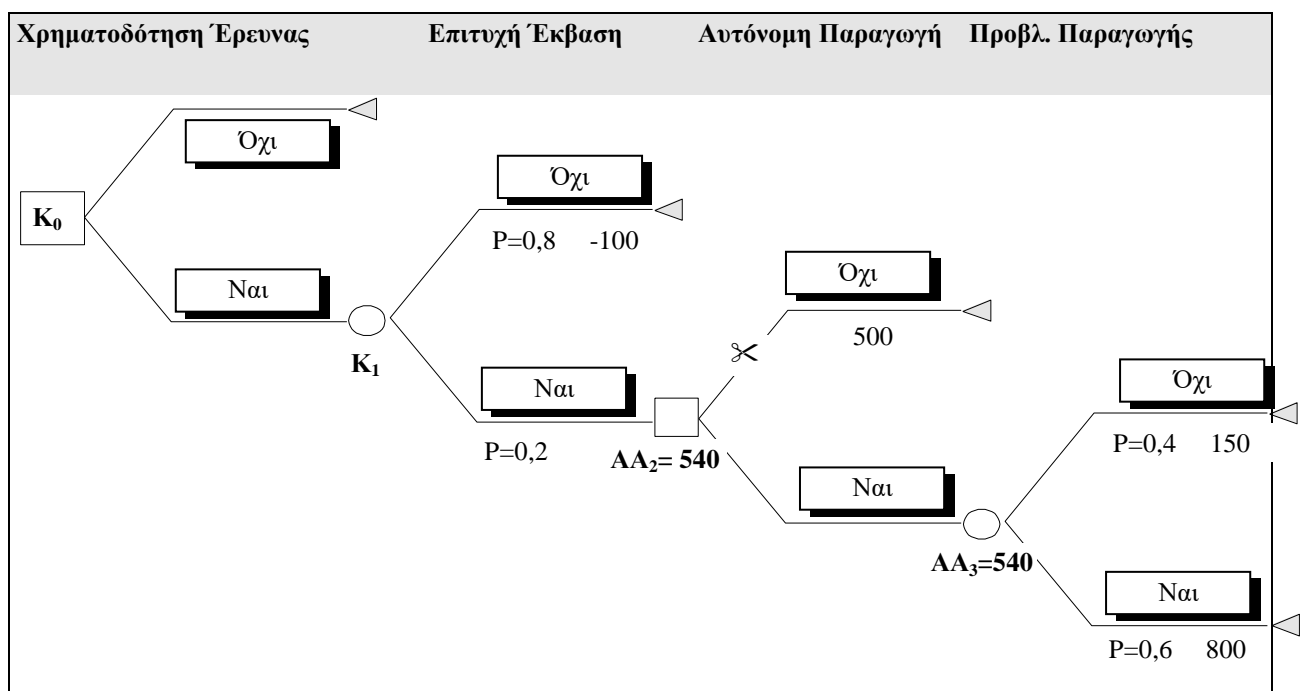 Χρηματοδότηση Έρευνας Επιτυχή Έκβαση Αυτόνομη Παραγωγή Προβλ. Παραγωγής
Όχι
Όχι
K₀
P=0,8 -100
Όχι
Ναι
500
K₁
Όχι
Ναι
P=0,4 150
P=0,2
AA₂= 540
Ναι
AA₃=540
Ναι
P=0,6 800